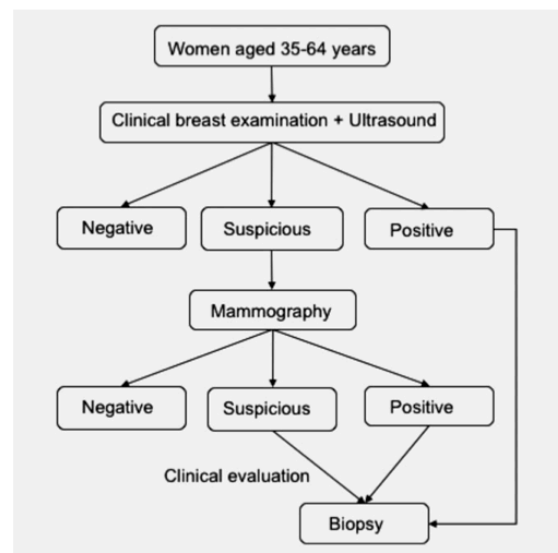 Women aged 35-64 years
Clinical breast examination + Ultrasound
Negative
Suspicious
Positive
Mammography
Negative
Suspicious
Positive
Clinical evaluation
Biopsy